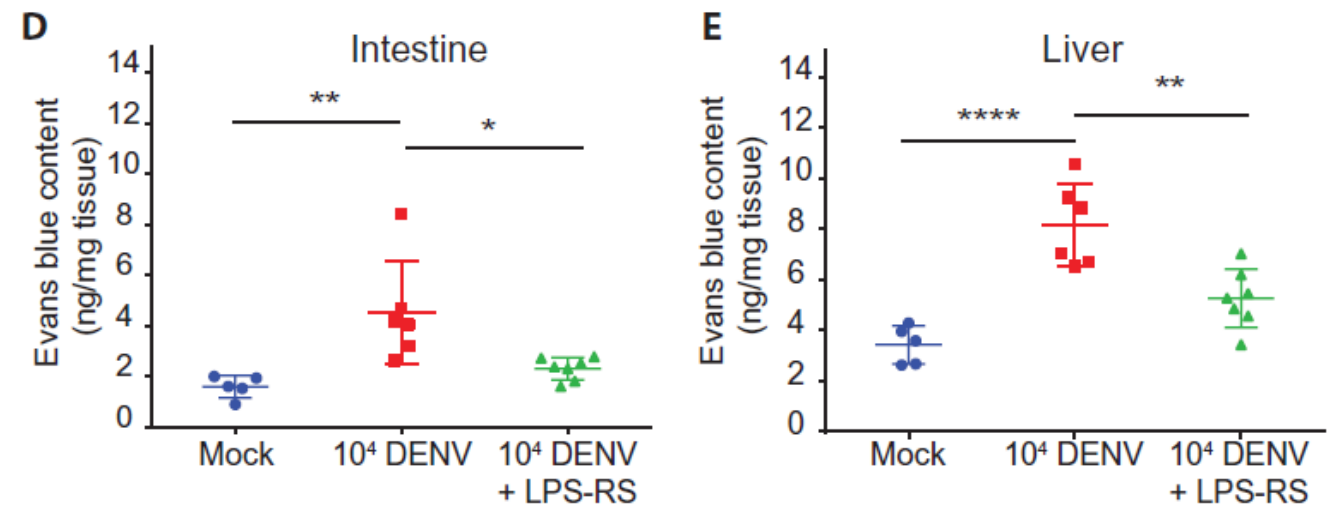 D
Intestine
Evans blue content
(ng/mg tissue)
14
12
10
8
6
4
2
0
**
*
Mock
10⁴ DENV
10⁴ DENV
+ LPS-RS
E
Liver
Evans blue content
(ng/mg tissue)
14
12
10
8
6
4
2
0
****
**
Mock
10⁴ DENV
10⁴ DENV
+ LPS-RS